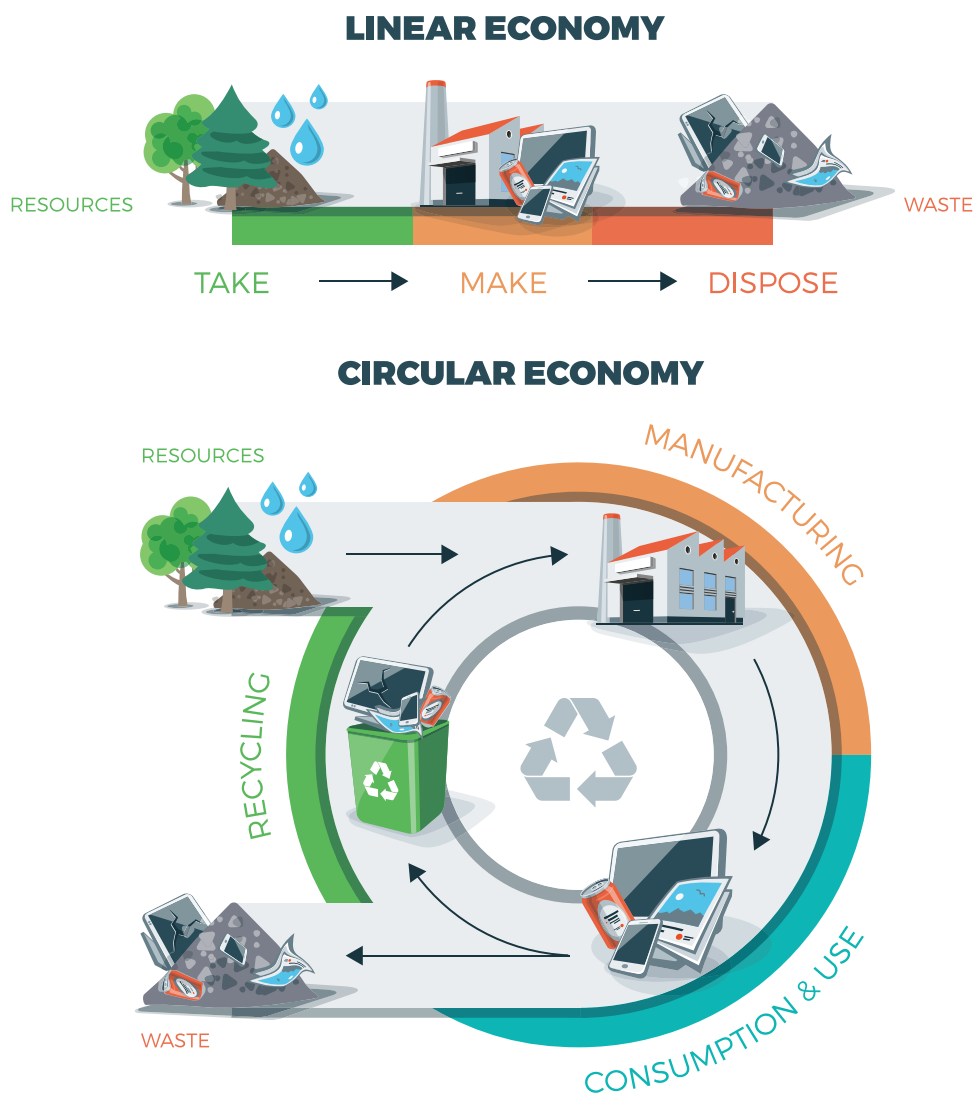 LINEAR ECONOMY
RESOURCES
WASTE
TAKE
MAKE
DISPOSE
CIRCULAR ECONOMY
RESOURCES
MANUFACTURING
RECYCLING
CONSUMPTION & USE
WASTE